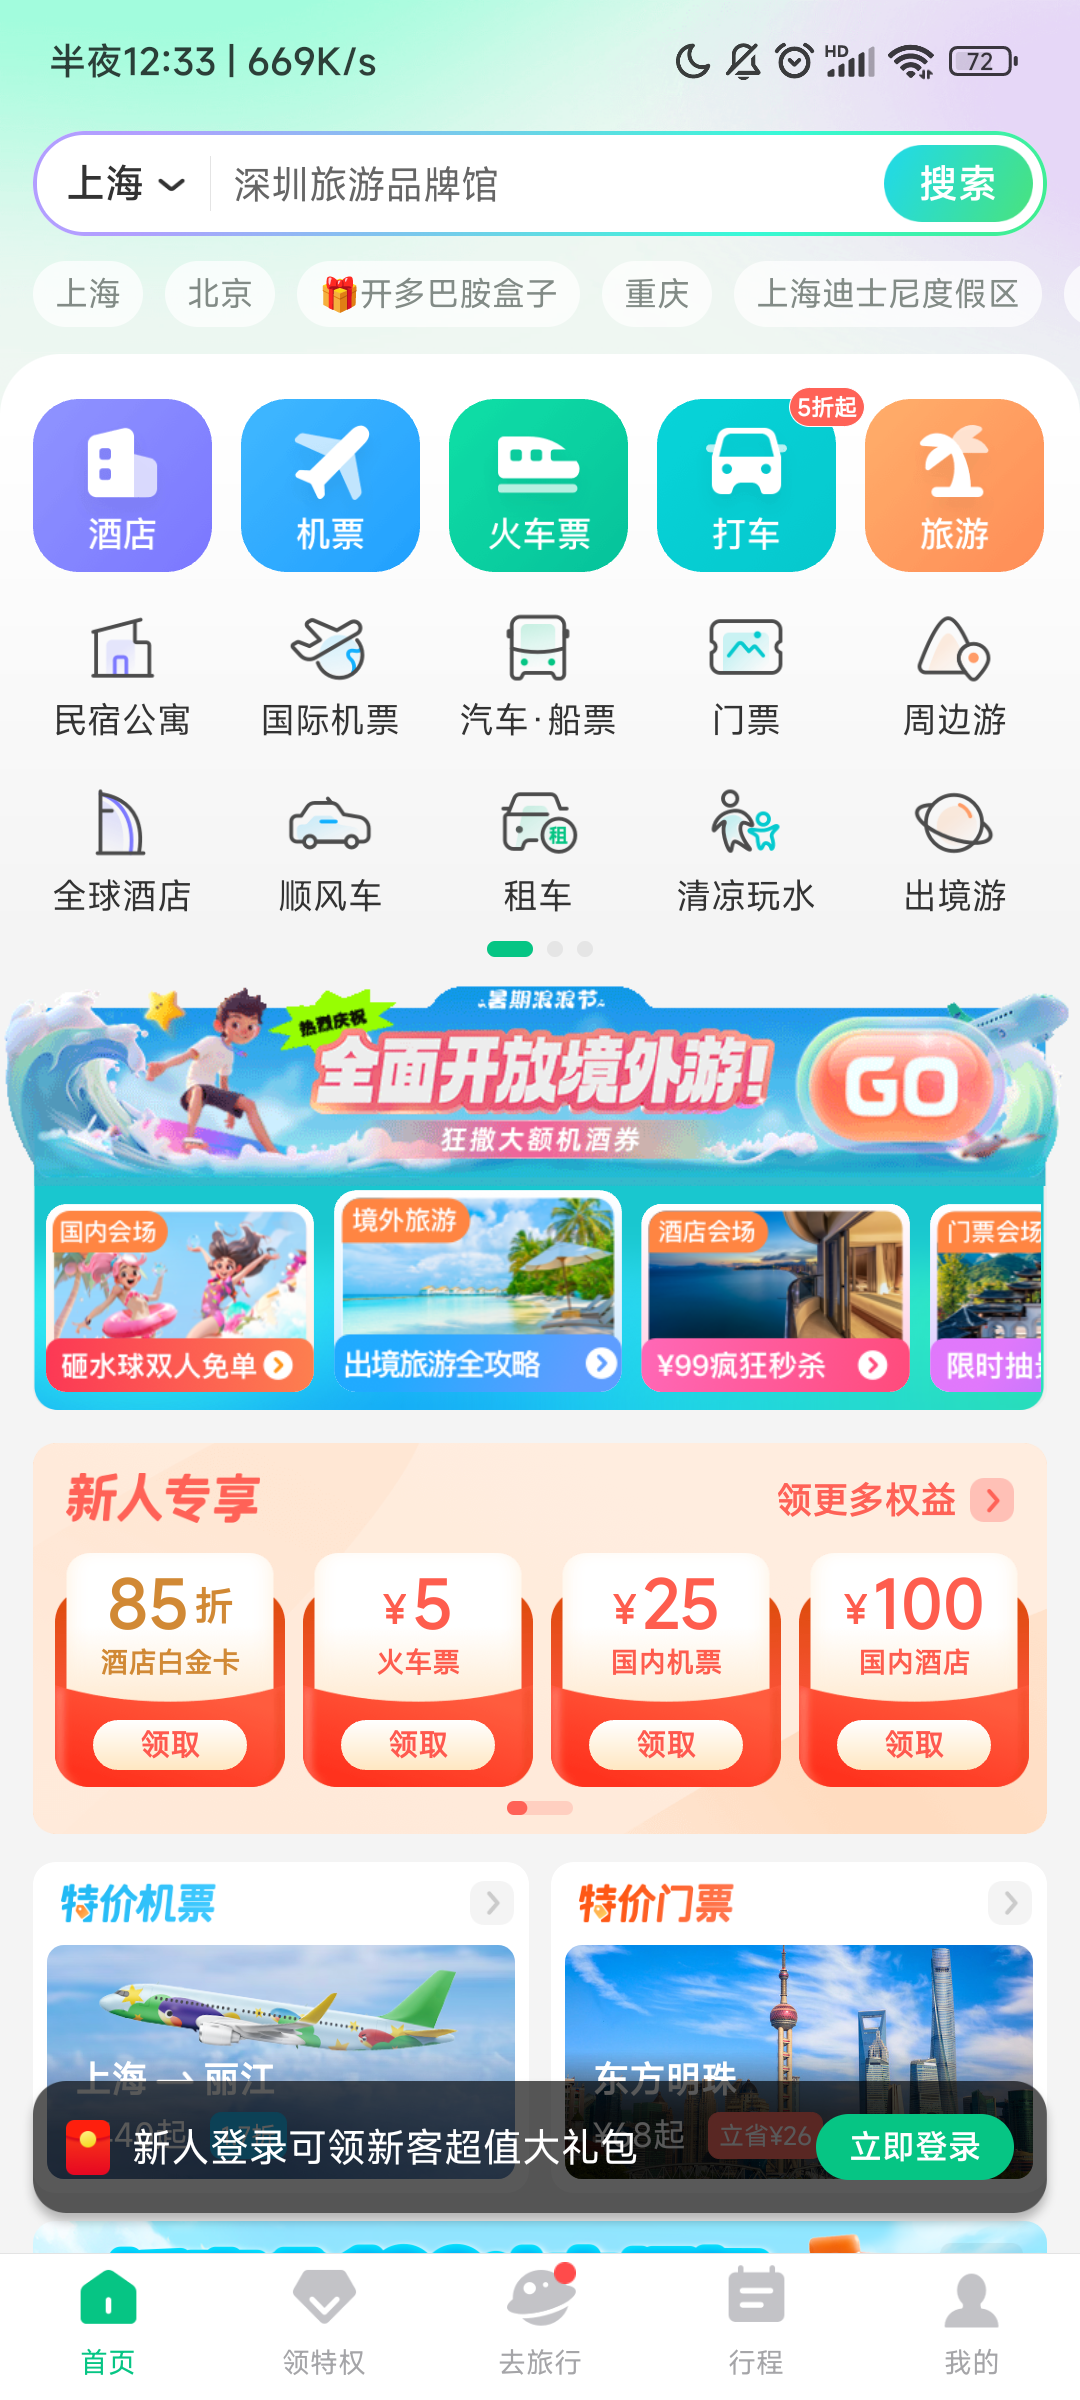 半夜12:33 | 669K/s
HD
72
上海
深圳旅游品牌馆
搜索
上海
北京
开多巴胺盒子
重庆
上海迪士尼度假区
5折起
酒店
机票
火车票
打车
旅游
民宿公寓
国际机票
汽车·船票
门票
周边游
租
全球酒店
顺风车
租车
清凉玩水
出境游
暑期浪浪节
热烈庆祝
全面开放境外游!
GO
狂撒大额机酒券
国内会场
境外旅游
酒店会场
门票会场
砸水球双人免单
出境旅游全攻略
¥99疯狂秒杀
限时抽
新人专享
领更多权益
85折
¥5
¥25
¥100
酒店白金卡
火车票
国内机票
国内酒店
领取
领取
领取
领取
特价机票
特价门票
上海 → 丽江
东方明珠
¥68起
立省¥26
新人登录可领新客超值大礼包
立即登录
首页
领特权
去旅行
行程
我的